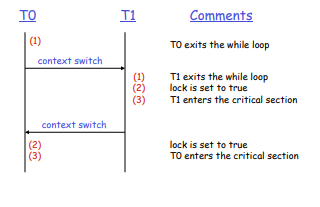 T0 T1 Comments
(1) T0 exits the while loop
context switch
(1) T1 exits the while loop
(2) lock is set to true
(3) T1 enters the critical section
context switch
(2) lock is set to true
(3) T0 enters the critical section